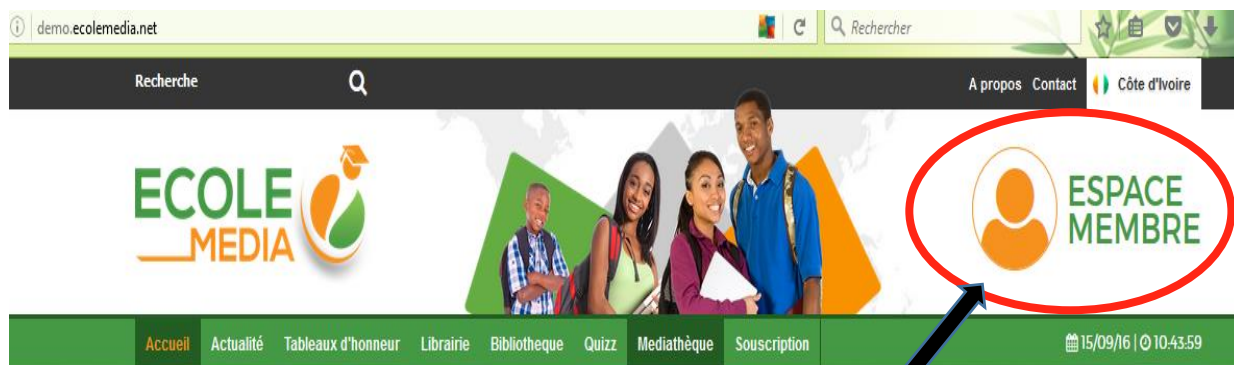 demo.ecolemedia.net Rechercher
Recherche A propos Contact Côte d'Ivoire
ECOLE
MEDIA
ESPACE
MEMBRE
Accueil Actualité Tableaux d'honneur Librairie Bibliotheque Quizz Mediathèque Souscription 15/09/16 | 10:43:59